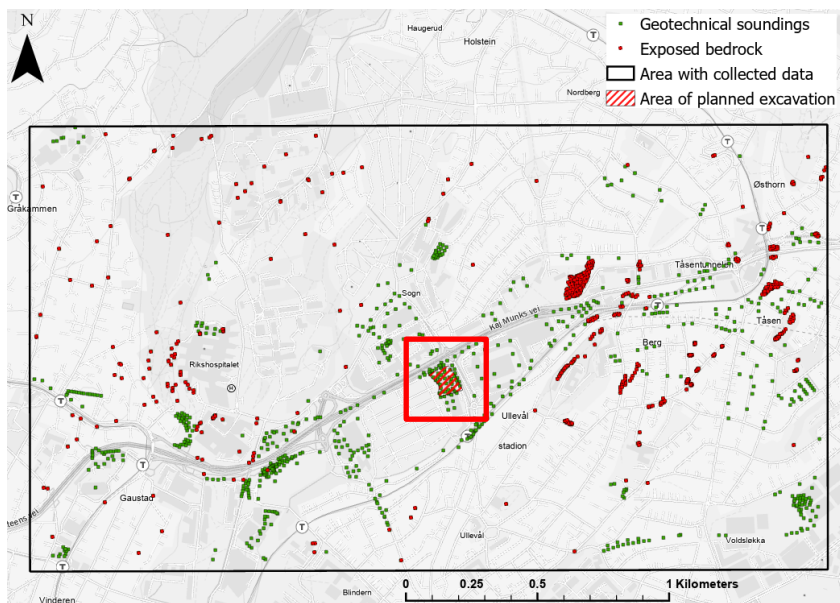 Haugerud
Holstein
Geotechnical soundings
Exposed bedrock
Area with collected data
Area of planned excavation
N
T
Nordberg
T
Østhorn
T
Gråkammen
T
Tåsentunnelen
Sogn
Kaj Munks vei
T
Tåsen
Berg
Rikshospitalet
H
T
Ullevål
stadion
T
Gaustad
eens vei
T
Ullevål
Voldsløkka
T
Vinderen
Blindern
0 0.25 0.5 1 Kilometers